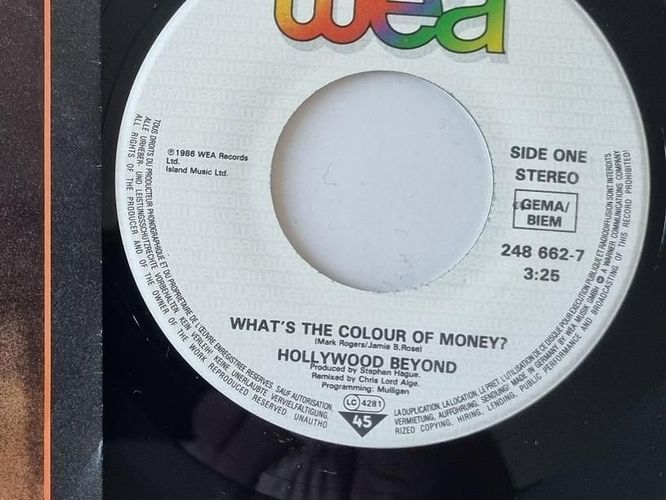 wea
℗1986 WEA Records
Ltd.
Island Music Ltd.
SIDE ONE
STEREO
GEMA/
BIEM
248 662-7
3:25
WHAT'S THE COLOUR OF MONEY?
(Mark Rogers/Jamie B.Rose)
HOLLYWOOD BEYOND
Produced by Stephen Hague.
Remixed by Chris Lord Alge.
Programming: Mulligan
LC 4281
45
TOUS DROITS DU PRODUCTEUR PHONOGRAPHIQUE ET DU PROPRIETAIRE DE L'ŒUVRE ENREGISTREE RESERVES SAUF AUTORISATION.
LA DUPLICATION, LA LOCATION, LE PRET, L'UTILISATION DE CE DISQUE POUR EXECUTION PUBLIQUE ET RADIODIFFUSION SONT INTERDITS
ALLE URHEBER- UND LEISTUNGSSCHUTZRECHTE VORBEHALTEN. KEIN VERLEIH! KEINE UNERLAUBTE VERVIELFÄLTIGUNG,
VERMIETUNG, AUFFÜHRUNG, SENDUNG! MADE IN GERMANY BY WEA MUSIK GMBH A WARNER COMMUNICATIONS COMPANY
ALL RIGHTS OF THE PRODUCER AND OF THE OWNER OF THE WORK REPRODUCED RESERVED UNAUTHO
RIZED COPYING, HIRING, LENDING, PUBLIC PERFORMANCE AND BROADCASTING OF THIS RECORD PROHIBITED!